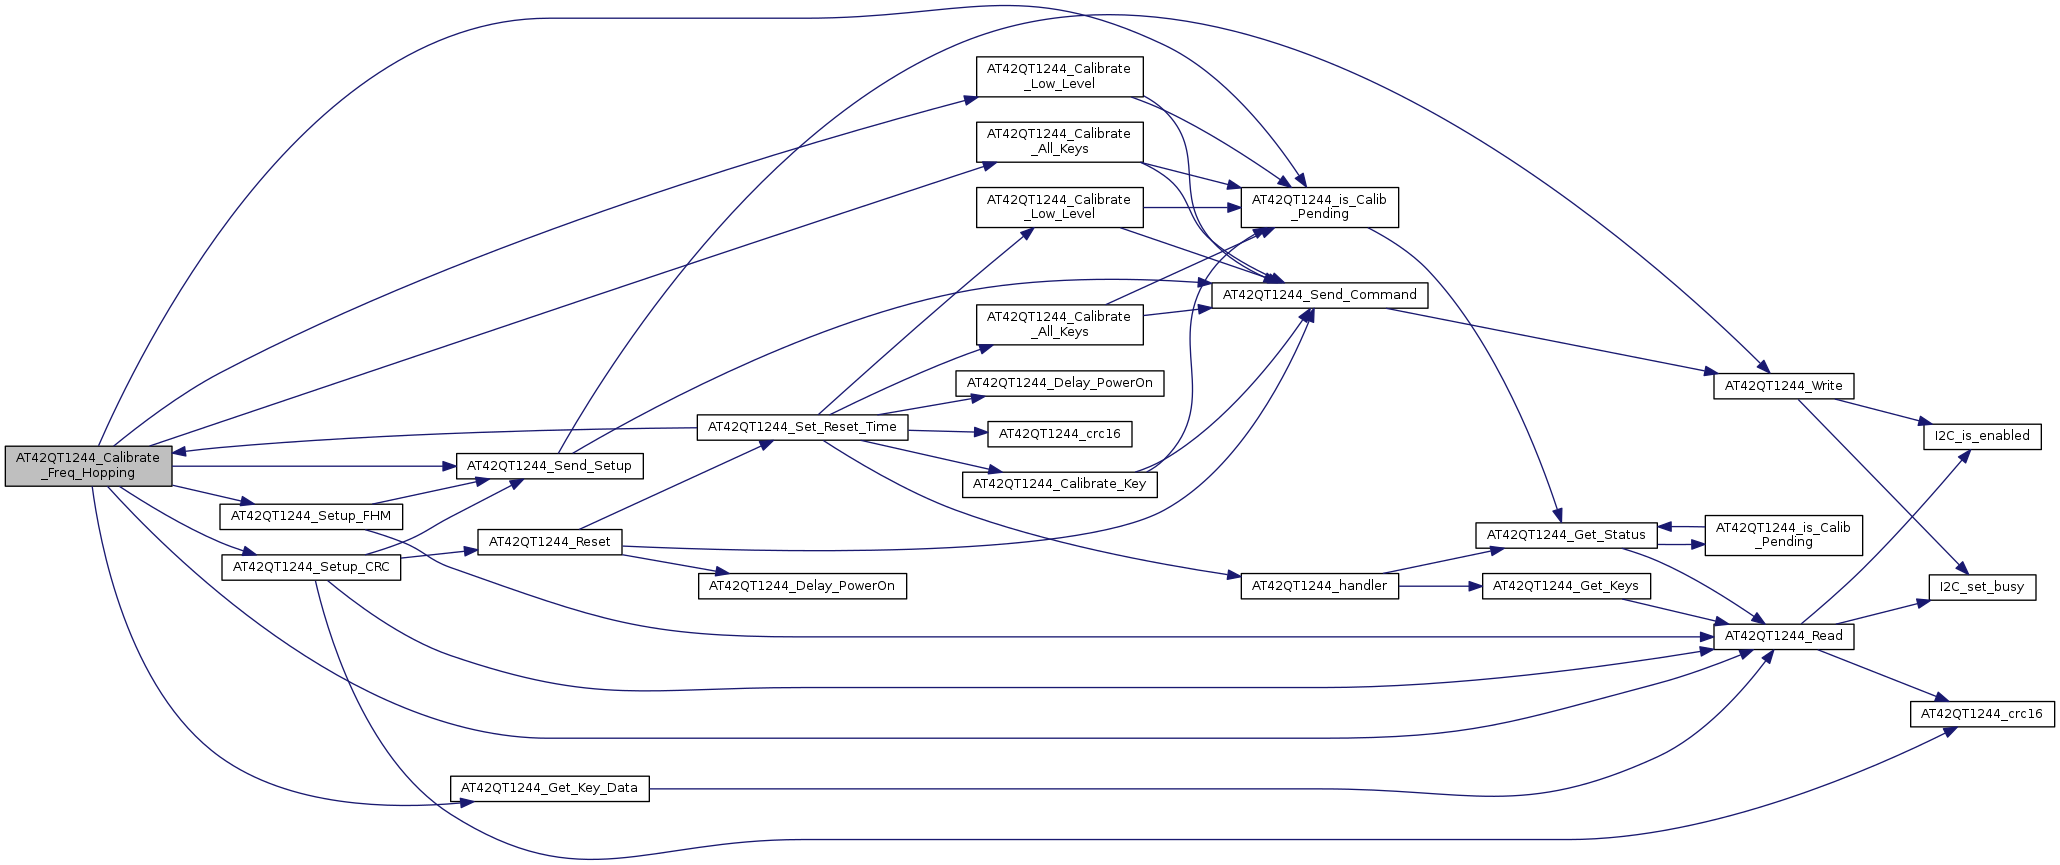 AT42QT1244_Calibrate
_Freq_Hopping
AT42QT1244_Setup_FHM
AT42QT1244_Setup_CRC
AT42QT1244_Send_Setup
AT42QT1244_Reset
AT42QT1244_Get_Key_Data
AT42QT1244_Set_Reset_Time
AT42QT1244_Delay_PowerOn
AT42QT1244_Calibrate
_Low_Level
AT42QT1244_Calibrate
_All_Keys
AT42QT1244_Calibrate
_Low_Level
AT42QT1244_Calibrate
_All_Keys
AT42QT1244_Delay_PowerOn
AT42QT1244_crc16
AT42QT1244_Calibrate_Key
AT42QT1244_is_Calib
_Pending
AT42QT1244_Send_Command
AT42QT1244_handler
AT42QT1244_Get_Status
AT42QT1244_Get_Keys
AT42QT1244_Write
AT42QT1244_is_Calib
_Pending
AT42QT1244_Read
I2C_is_enabled
I2C_set_busy
AT42QT1244_crc16